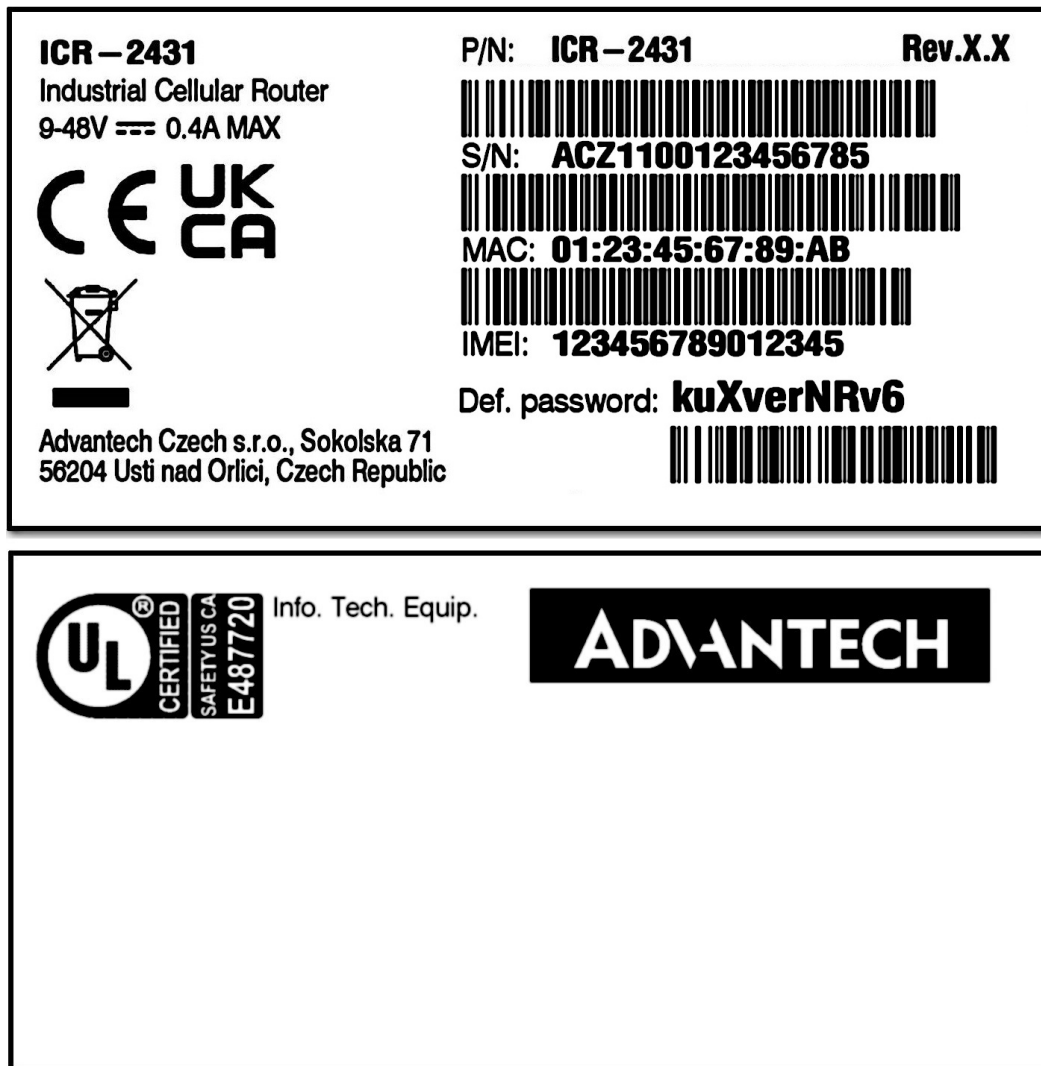 ICR-2431
Industrial Cellular Router
9-48V 0.4A MAX
CE UK CA
Advantech Czech s.r.o., Sokolska 71
56204 Usti nad Orlici, Czech Republic
P/N: ICR-2431 Rev.X.X
S/N: ACZ1100123456785
MAC: 01:23:45:67:89:AB
IMEI: 123456789012345
Def. password: kuXverNRv6
UL ® CERTIFIED
SAFETY US CA
E487720
Info. Tech. Equip.
ADVANTECH